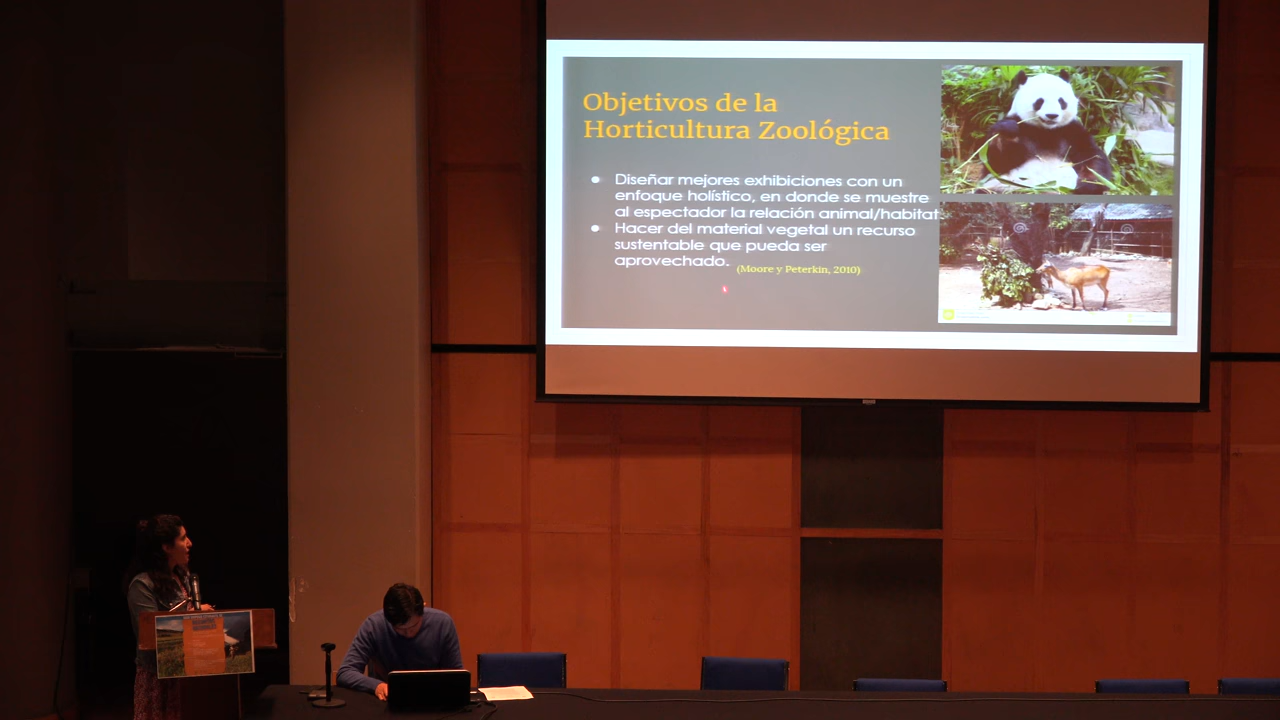 Objetivos de la
Horticultura Zoológica
● Diseñar mejores exhibiciones con un
enfoque holístico, en donde se muestre
al espectador la relación animal/habitat
● Hacer del material vegetal un recurso
sustentable que pueda ser
aprovechado.
(Moore y Peterkin, 2010)